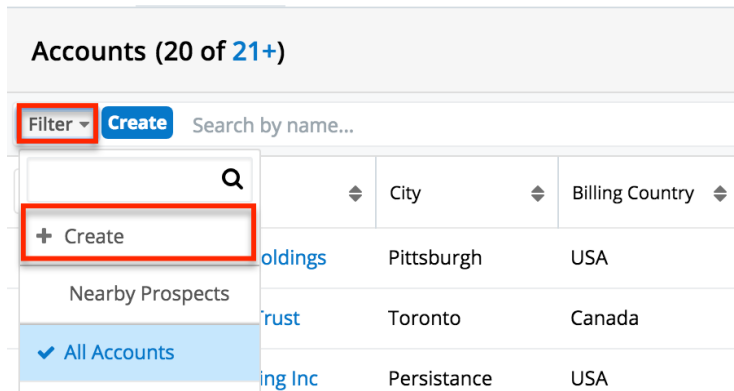 Accounts (20 of 21+)
Filter Create Search by name...
City Billing Country
Create
oldings Pittsburgh USA
Nearby Prospects
Trust Toronto Canada
All Accounts
ing Inc Persistance USA